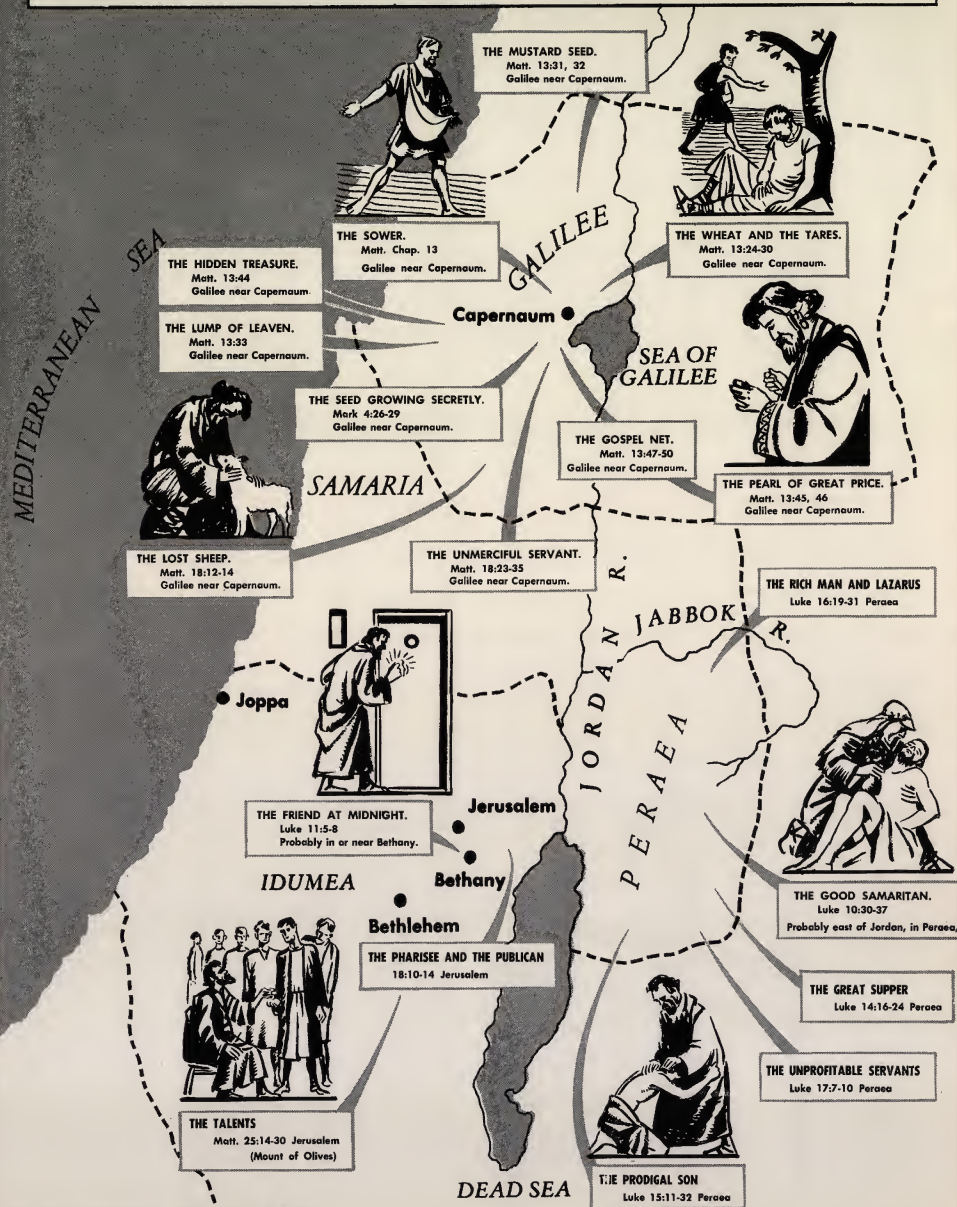 THE MUSTARD SEED.
Matt. 13:31, 32
Galilee near Capernaum.
THE SOWER.
Matt. Chap. 13
Galilee near Capernaum.
THE WHEAT AND THE TARES.
Matt. 13:24-30
Galilee near Capernaum.
GALILEE
MEDITERRANEAN SEA
THE HIDDEN TREASURE.
Matt. 13:44
Galilee near Capernaum
THE LUMP OF LEAVEN.
Matt. 13:33
Galilee near Capernaum.
Capernaum
SEA OF
GALILEE
THE SEED GROWING SECRETLY.
Mark 4:26-29
Galilee near Capernaum.
THE GOSPEL NET.
Matt. 13:47-50
Galilee near Capernaum.
THE PEARL OF GREAT PRICE.
Matt. 13:45, 46
Galilee near Capernaum.
SAMARIA
THE LOST SHEEP.
Matt. 18:12-14
Galilee near Capernaum.
THE UNMERCIFUL SERVANT.
Matt. 18:23-35
Galilee near Capernaum.
THE RICH MAN AND LAZARUS
Luke 16:19-31 Peraea
JABBOK R.
JORDAN R.
PERAEA
Joppa
THE FRIEND AT MIDNIGHT.
Luke 11:5-8
Probably in or near Bethany.
Jerusalem
Bethany
IDUMEA
Bethlehem
THE PHARISEE AND THE PUBLICAN
18:10-14 Jerusalem
THE GOOD SAMARITAN.
Luke 10:30-37
Probably east of Jordan, in Peraea,
THE GREAT SUPPER
Luke 14:16-24 Peraea
THE UNPROFITABLE SERVANTS
Luke 17:7-10 Peraea
THE TALENTS
Matt. 25:14-30 Jerusalem
(Mount of Olives)
DEAD SEA
THE PRODIGAL SON
Luke 15:11-32 Peraea